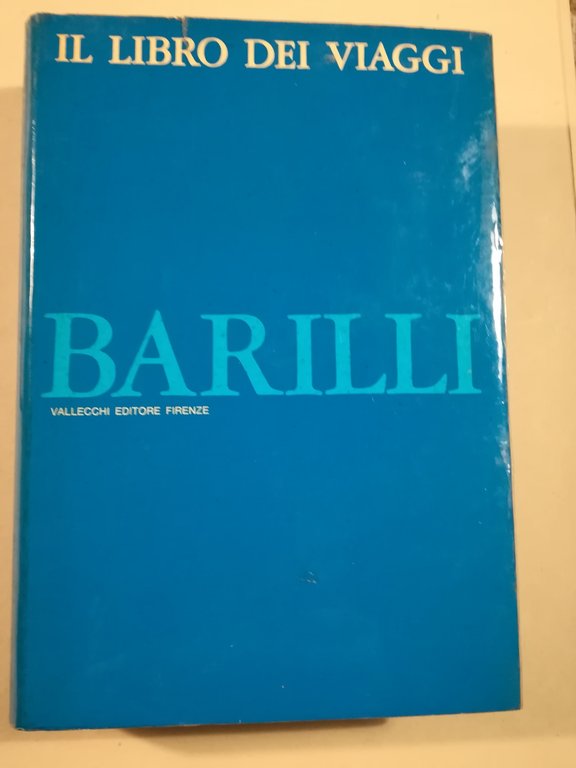 IL LIBRO DEI VIAGGI
BARILLI
VALLECCHI EDITORE FIRENZE